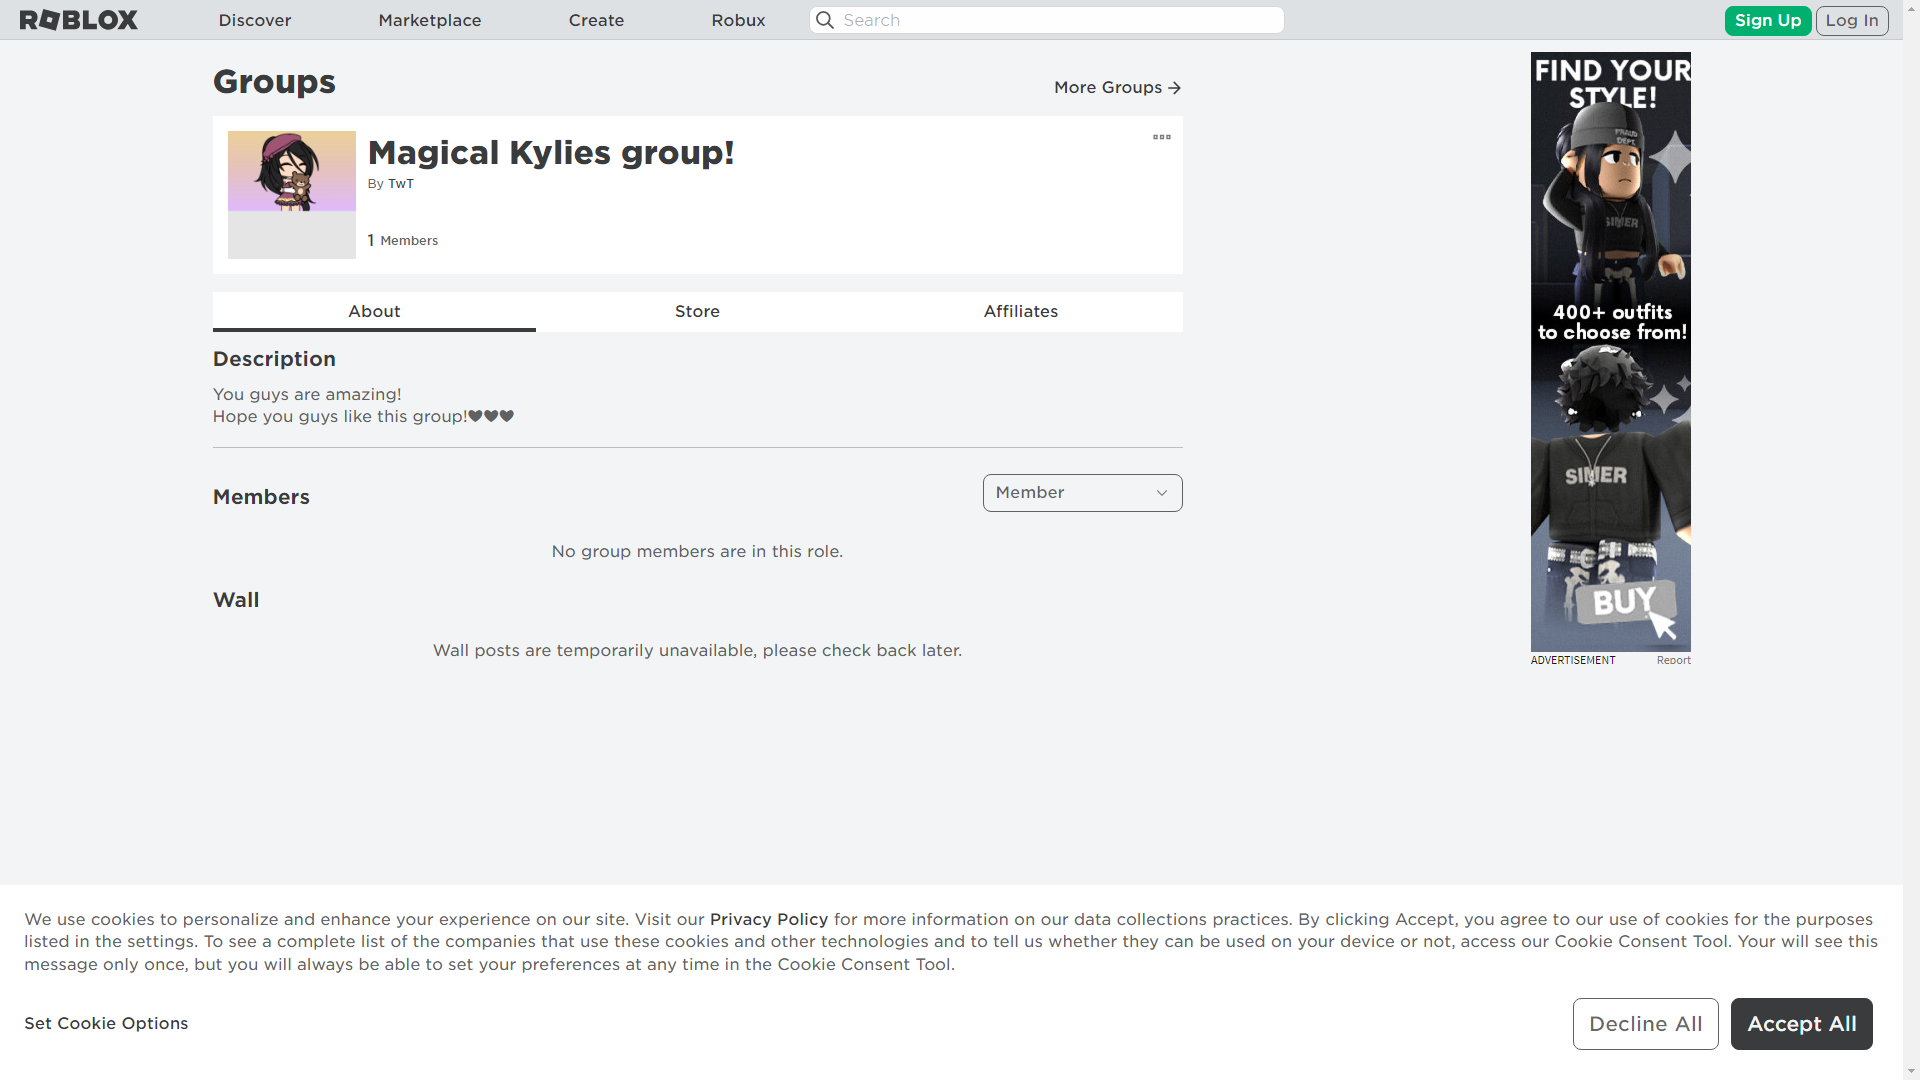 ROBLOX
Discover
Marketplace
Create
Robux
Search
Sign Up
Log In
Groups
More Groups
Magical Kylies group!
By TwT
1 Members
About
Store
Affiliates
Description
You guys are amazing!
Hope you guys like this group!♥♥♥
Members
Member
No group members are in this role.
Wall
Wall posts are temporarily unavailable, please check back later.
FIND YOUR
STYLE!
FRAUD
DEPT.
400+ outfits
to choose from!
BUY
ADVERTISEMENT
Report
We use cookies to personalize and enhance your experience on our site. Visit our Privacy Policy for more information on our data collections practices. By clicking Accept, you agree to our use of cookies for the purposes
listed in the settings. To see a complete list of the companies that use these cookies and other technologies and to tell us whether they can be used on your device or not, access our Cookie Consent Tool. Your will see this
message only once, but you will always be able to set your preferences at any time in the Cookie Consent Tool.
Set Cookie Options
Decline All
Accept All